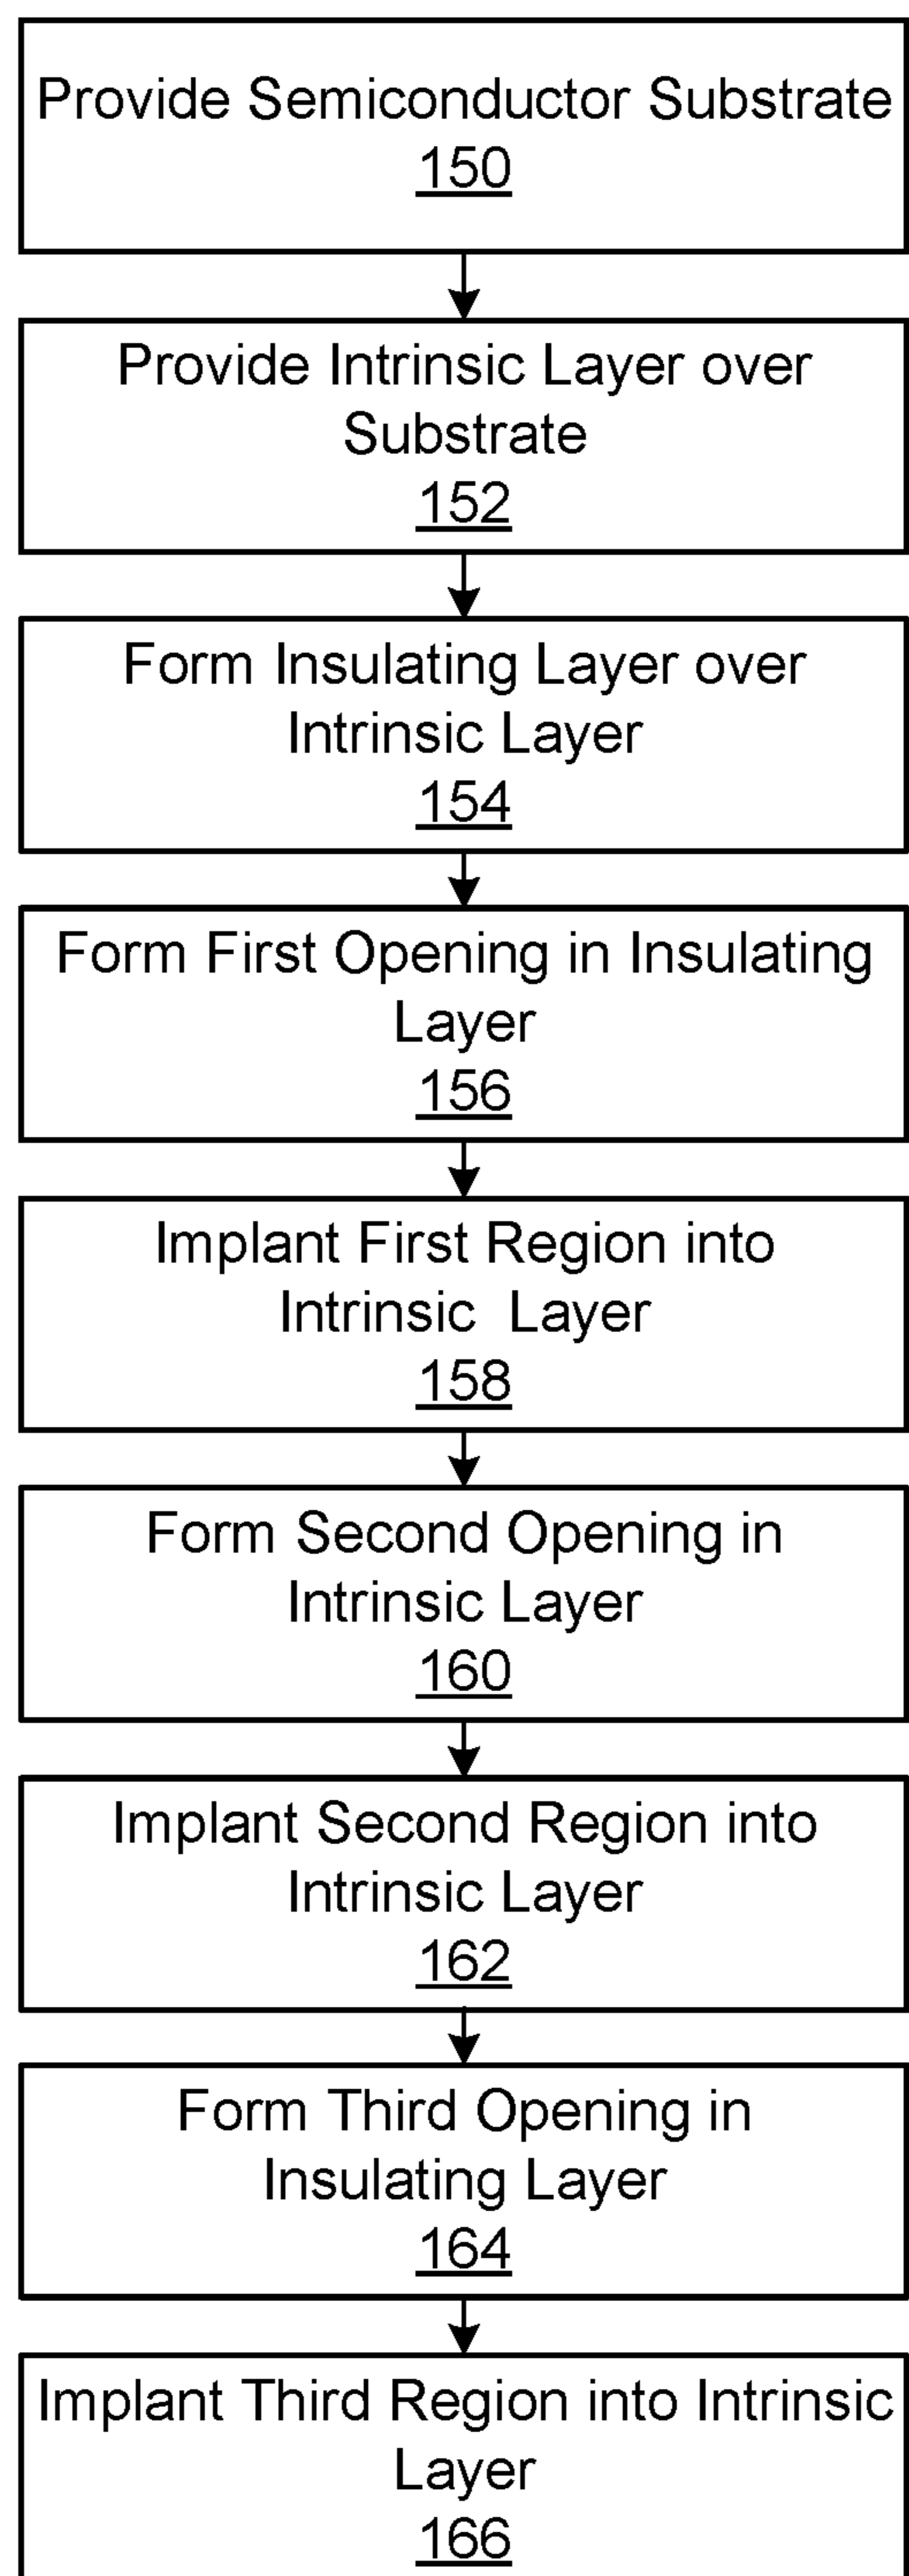 Provide Semiconductor Substrate
150
Provide Intrinsic Layer over
Substrate
152
Form Insulating Layer over
Intrinsic Layer
154
Form First Opening in Insulating
Layer
156
Implant First Region into
Intrinsic Layer
158
Form Second Opening in
Intrinsic Layer
160
Implant Second Region into
Intrinsic Layer
162
Form Third Opening in
Insulating Layer
164
Implant Third Region into Intrinsic
Layer
166